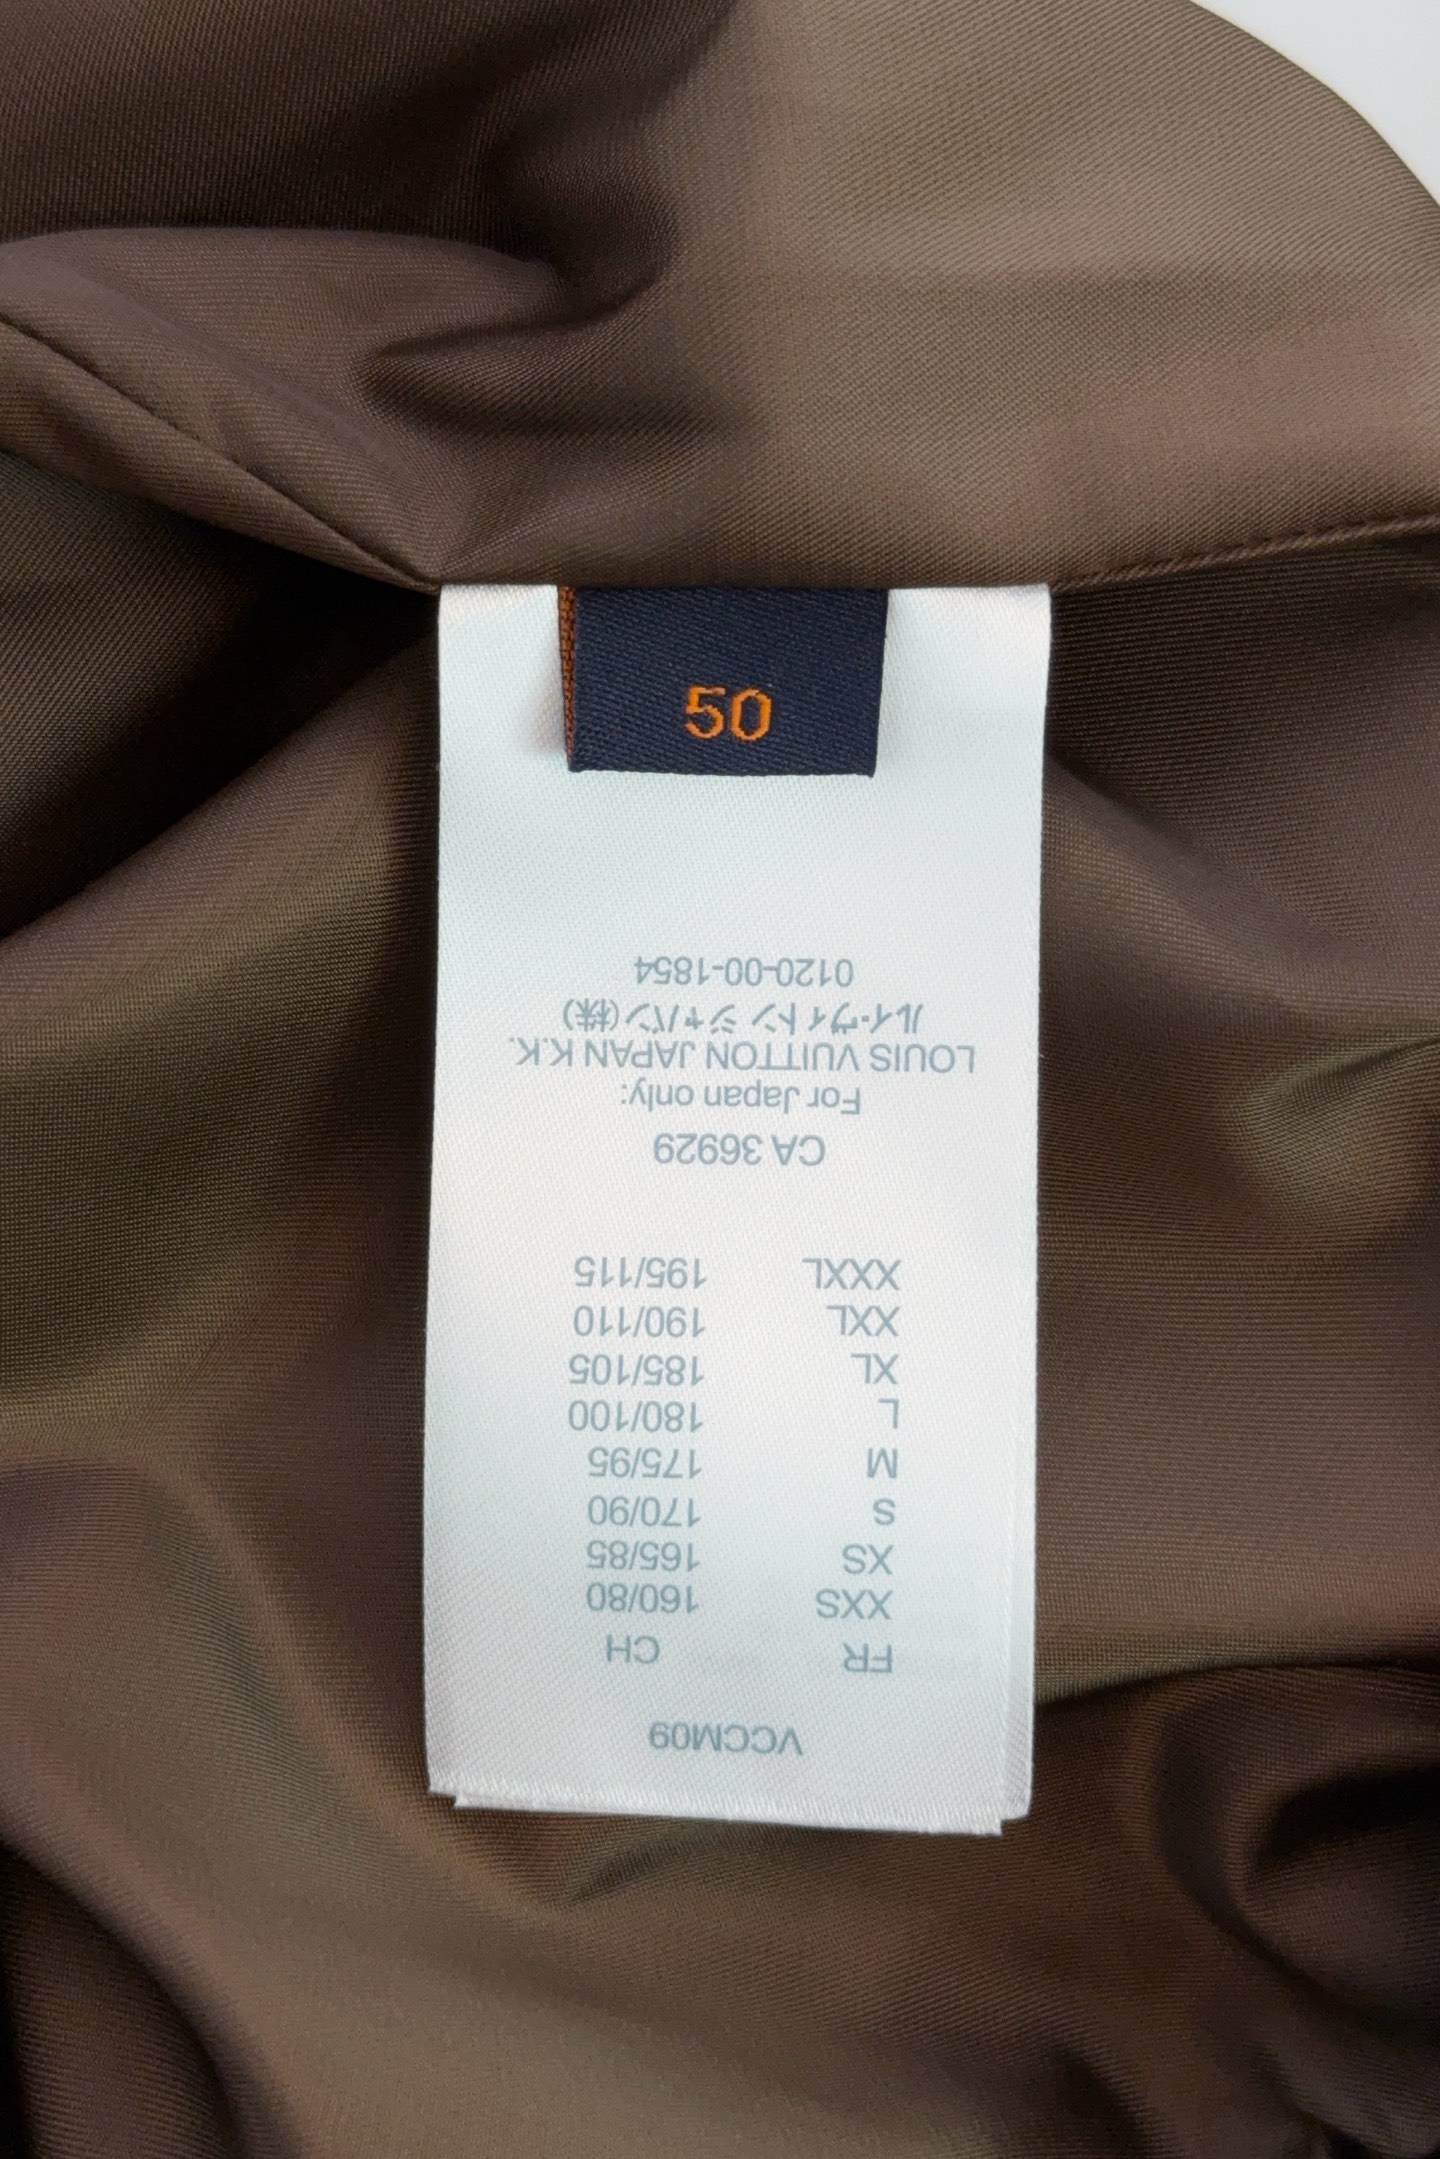 50
VCCM09
FR CH
XXS 160/80
XS 165/85
S 170/90
M 175/95
L 180/100
XL 185/105
XXL 190/110
XXXL 195/115
CA 36929
For Japan only:
LOUIS VUITTON JAPAN K.K.
ルイ・ヴィトン ジャパン(株)
0120-00-1854